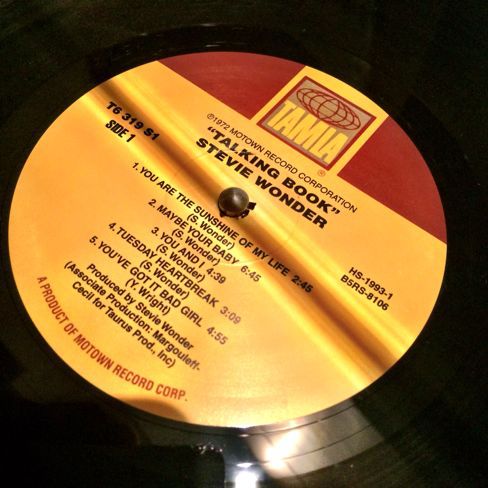 TAMLA
®
℗1972 MOTOWN RECORD CORPORATION
"TALKING BOOK"
STEVIE WONDER
T6 319 S1
SIDE 1
HS-1993-1
BSRS-8106
1. YOU ARE THE SUNSHINE OF MY LIFE 2:45
(S. Wonder)
2. MAYBE YOUR BABY 6:45
(S. Wonder)
3. YOU AND I 4:39
(S. Wonder)
4. TUESDAY HEARTBREAK 3:09
(S. Wonder)
5. YOU'VE GOT IT BAD GIRL 4:55
(Y. Wright)
Produced by Stevie Wonder
(Associate Production: Margouleff-
Cecil for Taurus Prod., Inc)
A PRODUCT OF MOTOWN RECORD CORP.